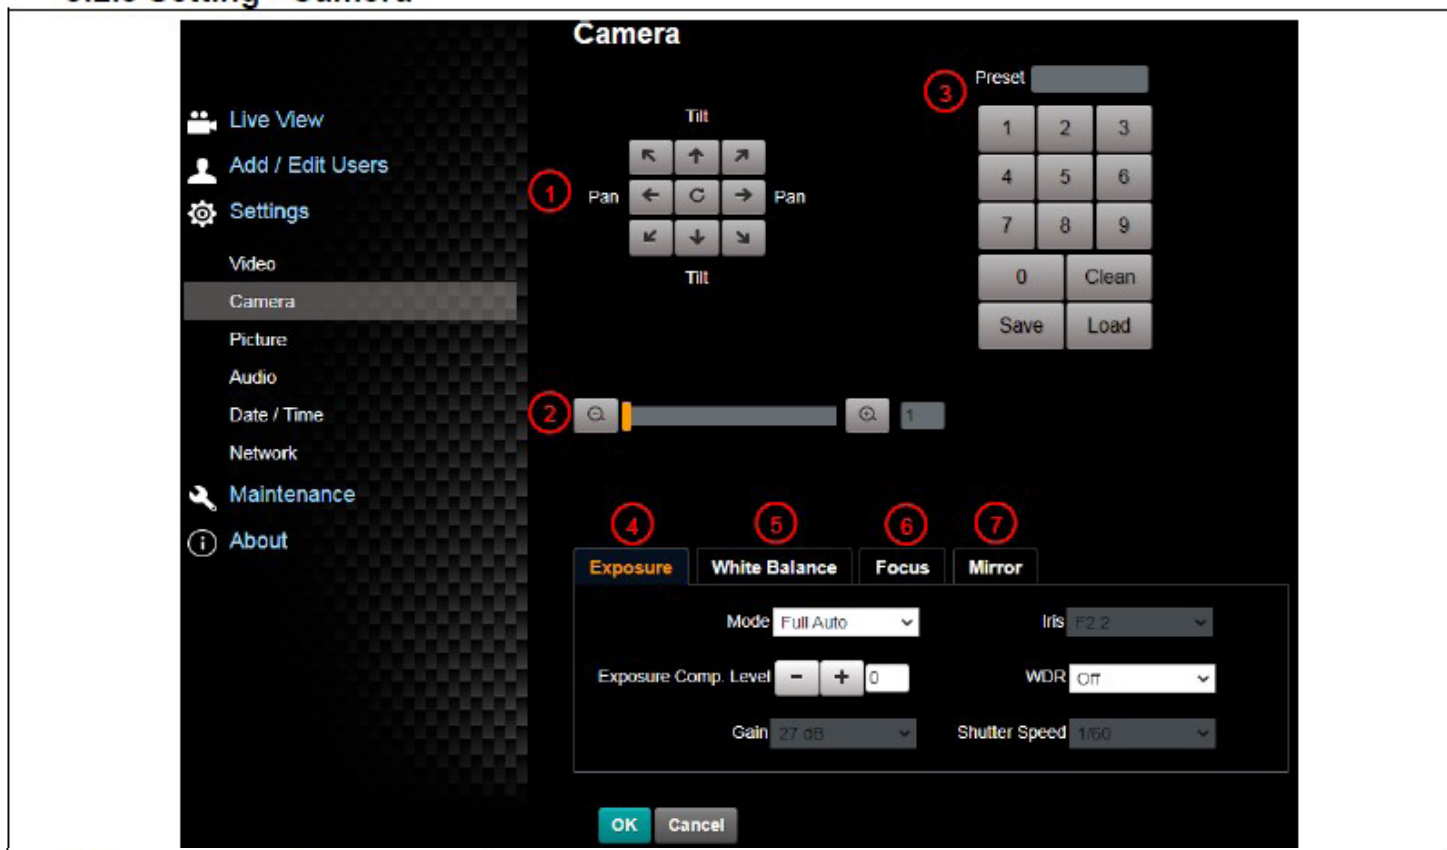 Camera
Live View
Add / Edit Users
Settings
Video
Camera
Picture
Audio
Date / Time
Network
Maintenance
About
1
Tilt
Pan
Pan
Tilt
3
Preset
1 2 3
4 5 6
7 8 9
0 Clean
Save Load
2
1
4 5 6 7
Exposure White Balance Focus Mirror
Mode Full Auto Iris F2.2
Exposure Comp. Level - + 0 WDR Off
Gain 27 dB Shutter Speed 1/60
OK Cancel